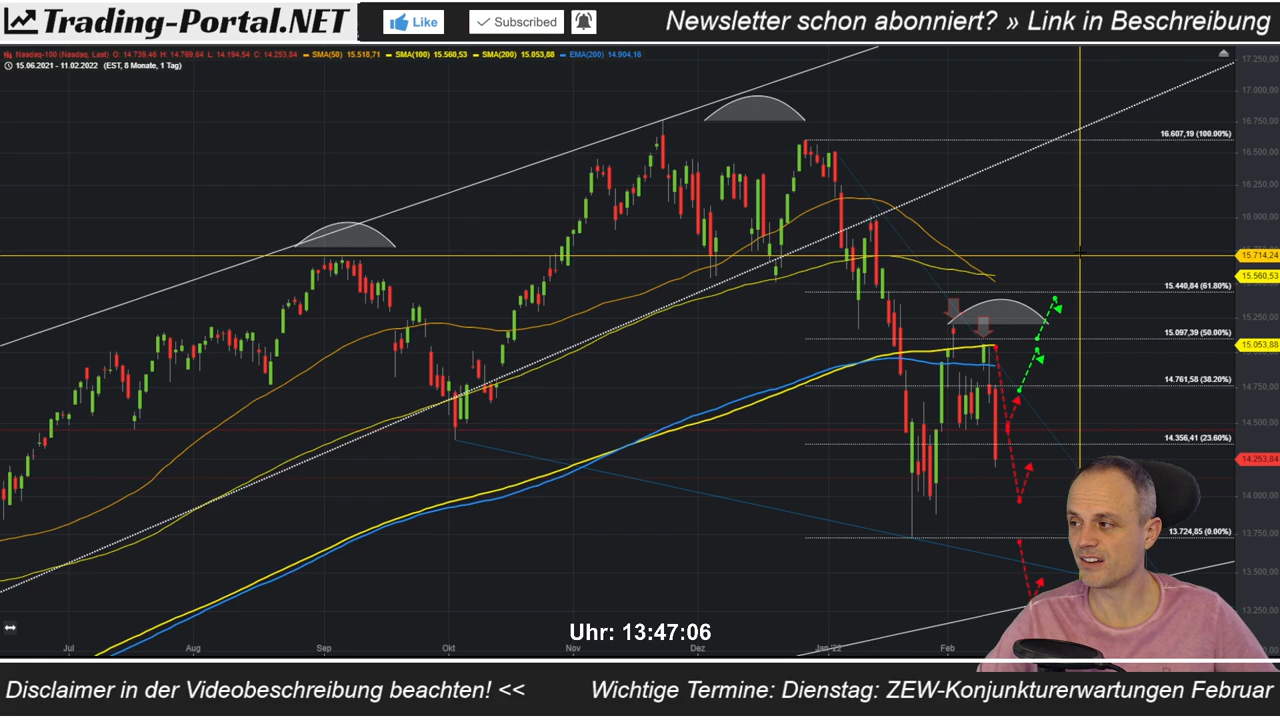 Trading-Portal.NET
Like
Subscribed
Newsletter schon abonniert? » Link in Beschreibung
Nasdaq-100 (Nasdaq, Last) O: 14.739,46 H: 14.769,64 L: 14.194,54 C: 14.253,84 SMA(50) 15.518,71 SMA(100) 15.560,53 SMA(200) 15.053,88 EMA(200) 14.904,16
15.06.2021 - 11.02.2022 (EST, 8 Monate, 1 Tag)
17.250,00
17.000,00
16.750,00
16.607,19 (100.00%)
16.500,00
16.250,00
16.000,00
15.714,24
15.560,53
15.440,84 (61.80%)
15.250,00
15.097,39 (50.00%)
15.053,88
14.761,58 (38.20%)
14.750,00
14.500,00
14.356,41 (23.60%)
14.253,84
14.000,00
13.724,85 (0.00%)
13.750,00
13.500,00
13.250,00
Uhr: 13:47:06
Jul
Aug
Sep
Okt
Nov
Dez
Jan '22
Feb
Disclaimer in der Videobeschreibung beachten! <<
Wichtige Termine: Dienstag: ZEW-Konjunkturerwartungen Februar